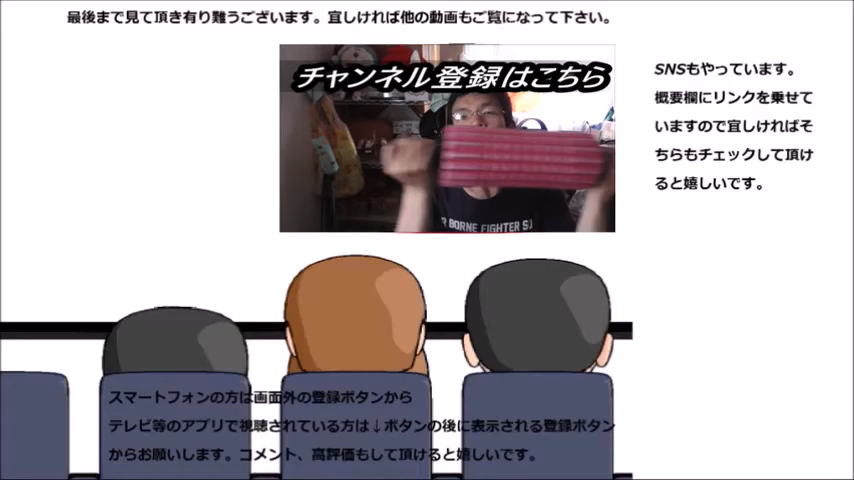 最後まで見て頂き有り難うございます。宜しければ他の動画もご覧になって下さい。
チャンネル登録はこちら
SNSもやっています。
概要欄にリンクを乗せて
いますので宜しければそ
ちらもチェックして頂け
ると嬉しいです。
BORNE FIGHTER
スマートフォンの方は画面外の登録ボタンから
テレビ等のアプリで視聴されている方は↓ボタンの後に表示される登録ボタン
からお願いします。コメント、高評価もして頂けると嬉しいです。